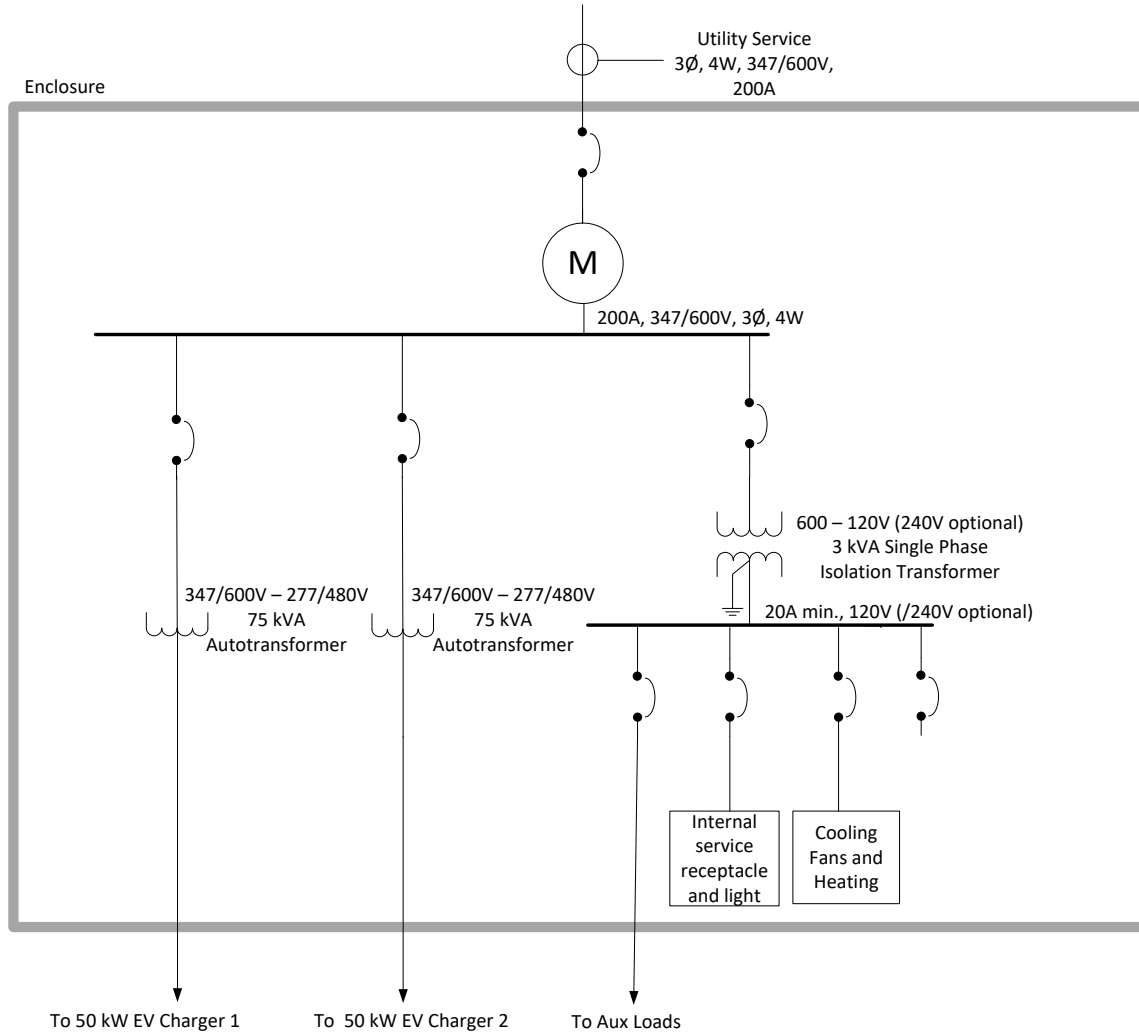 Utility Service
3Ø, 4W, 347/600V,
200A
Enclosure
M
200A, 347/600V, 3Ø, 4W
600 – 120V (240V optional)
3 kVA Single Phase
Isolation Transformer
347/600V – 277/480V
75 kVA
Autotransformer
347/600V – 277/480V
75 kVA
Autotransformer
20A min., 120V (/240V optional)
Internal
service
receptacle
and light
Cooling
Fans and
Heating
To 50 kW EV Charger 1
To 50 kW EV Charger 2
To Aux Loads